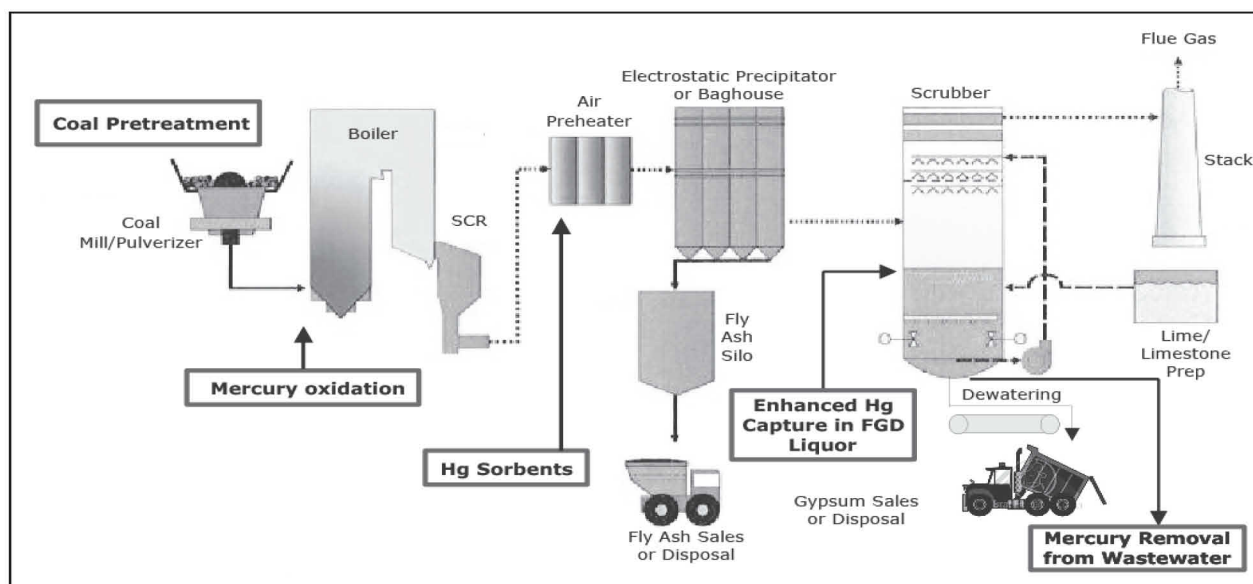 Flue Gas
Electrostatic Precipitator
or Baghouse
Scrubber
Air
Preheater
Coal Pretreatment
Boiler
Stack
Coal
Mill/Pulverizer
SCR
Fly
Ash
Silo
Lime/
Limestone
Prep
Mercury oxidation
Enhanced Hg
Capture in FGD
Liquor
Dewatering
Hg Sorbents
Gypsum Sales
or Disposal
Fly Ash Sales
or Disposal
Mercury Removal
from Wastewater